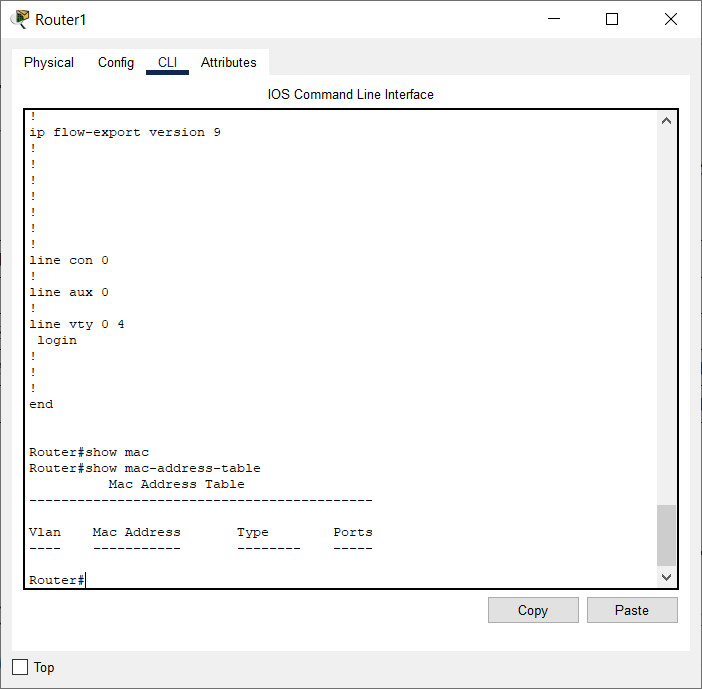 Router1
Physical Config CLI Attributes
IOS Command Line Interface
!
ip flow-export version 9
!
!
!
!
!
!
!
line con 0
!
line aux 0
!
line vty 0 4
 login
!
!
!
end
Router#show mac
Router#show mac-address-table
          Mac Address Table
-------------------------------------------
Vlan    Mac Address       Type        Ports
----    -----------       --------    -----
Router#
Copy Paste
Top